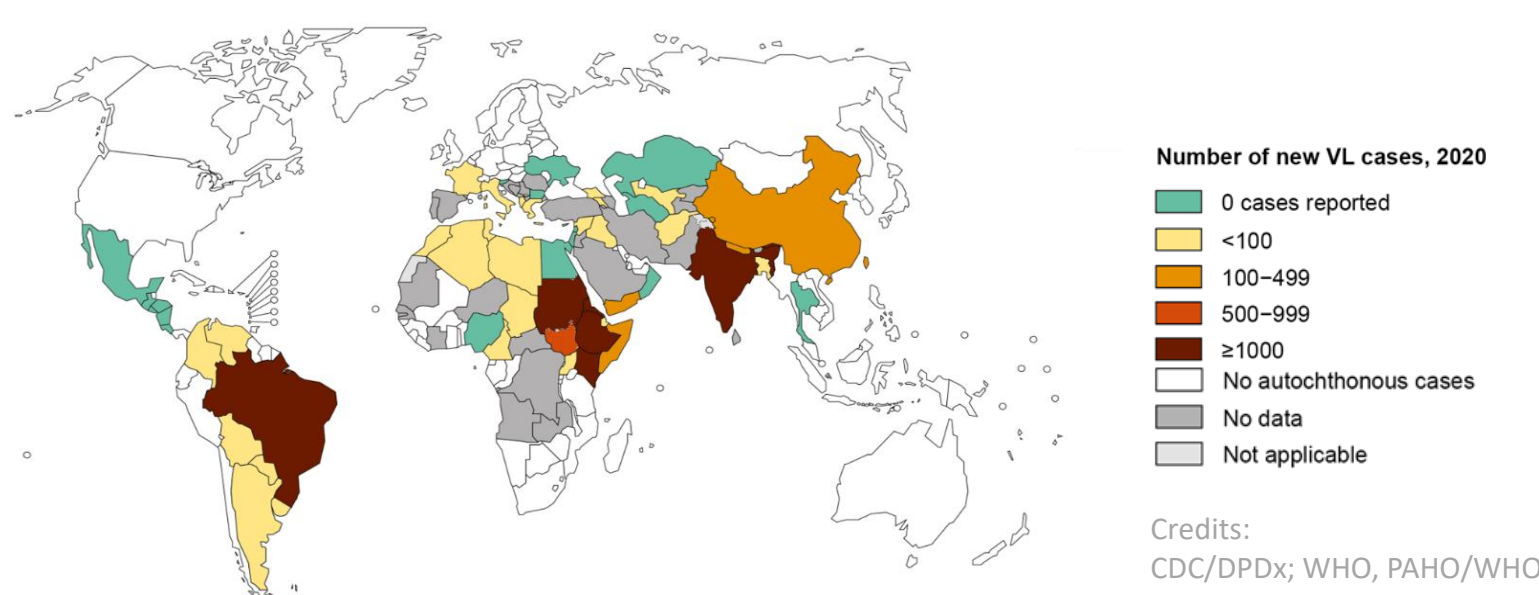 Number of new VL cases, 2020
0 cases reported
<100
100–499
500–999
≥1000
No autochthonous cases
No data
Not applicable
Credits:
CDC/DPDx; WHO, PAHO/WHO